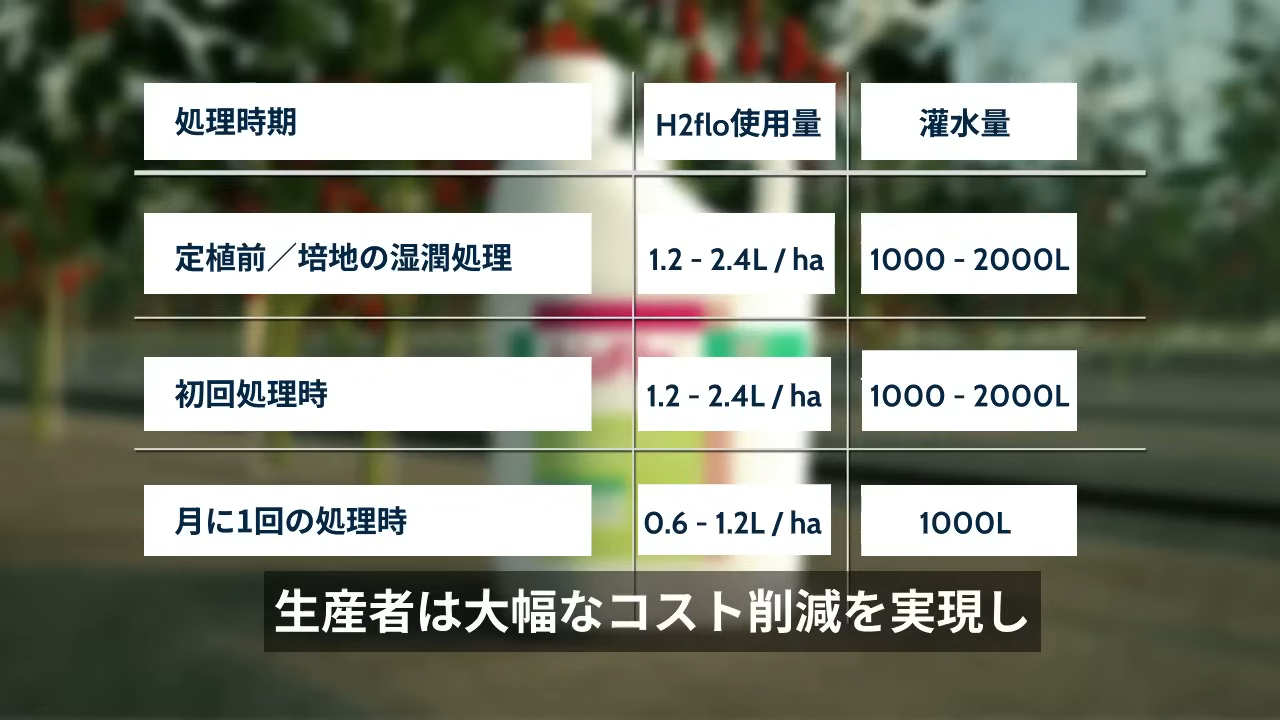 処理時期 H2flo使用量 灌水量
定植前／培地の湿潤処理 1.2 - 2.4L / ha 1000 - 2000L
初回処理時 1.2 - 2.4L / ha 1000 - 2000L
月に1回の処理時 0.6 - 1.2L / ha 1000L
生産者は大幅なコスト削減を実現し